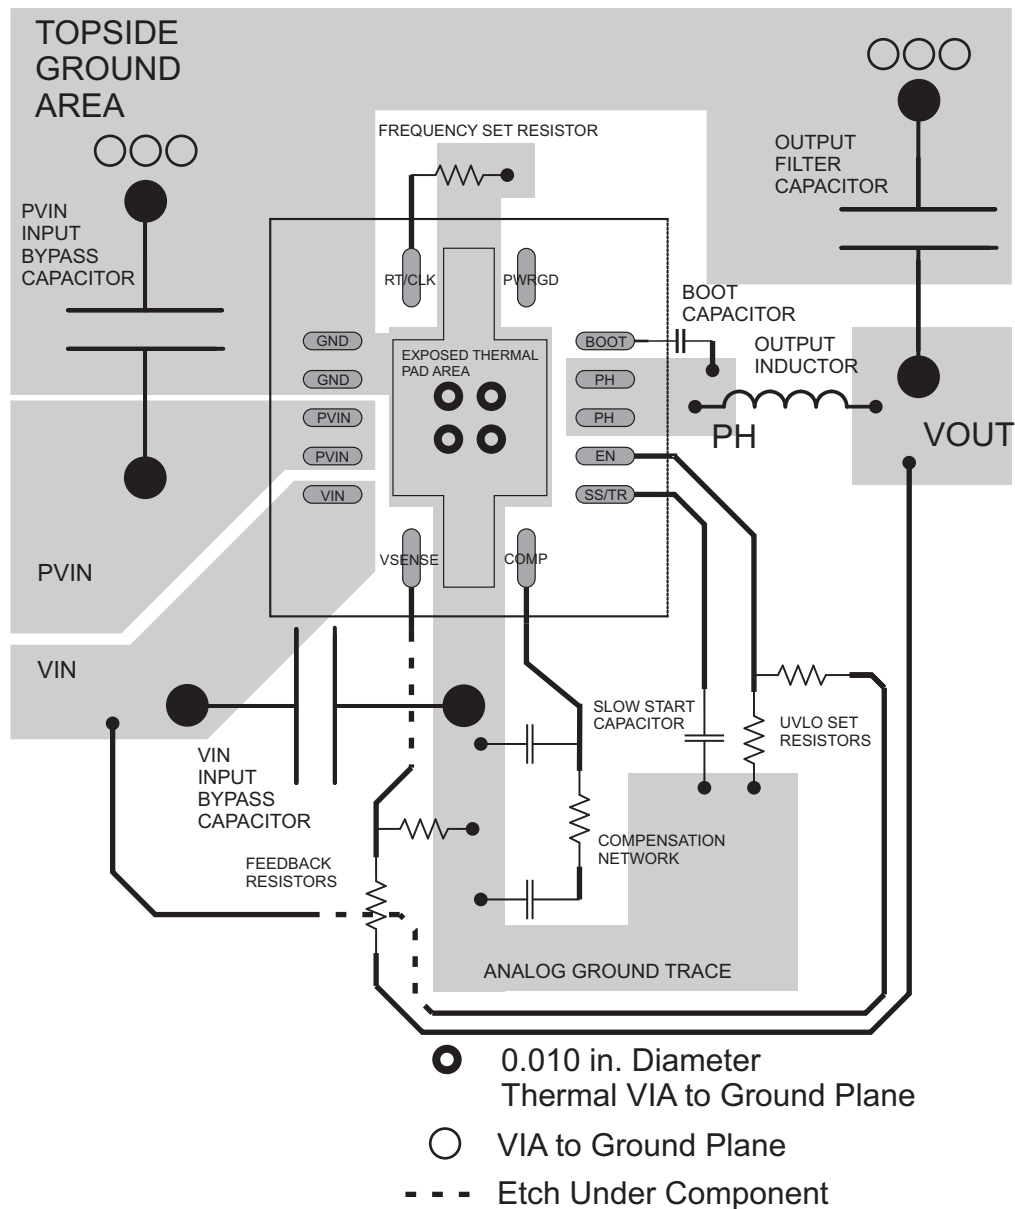 TOPSIDE
GROUND
AREA
FREQUENCY SET RESISTOR
OUTPUT
FILTER
CAPACITOR
PVIN
INPUT
BYPASS
CAPACITOR
RT/CLK
PWRGD
BOOT
CAPACITOR
GND
EXPOSED THERMAL
PAD AREA
BOOT
OUTPUT
INDUCTOR
GND
PH
PVIN
PH
PH
VOUT
PVIN
EN
VIN
SS/TR
VSENSE
COMP
PVIN
VIN
SLOW START
CAPACITOR
UVLO SET
RESISTORS
VIN
INPUT
BYPASS
CAPACITOR
COMPENSATION
NETWORK
FEEDBACK
RESISTORS
ANALOG GROUND TRACE
0.010 in. Diameter
Thermal VIA to Ground Plane
VIA to Ground Plane
Etch Under Component